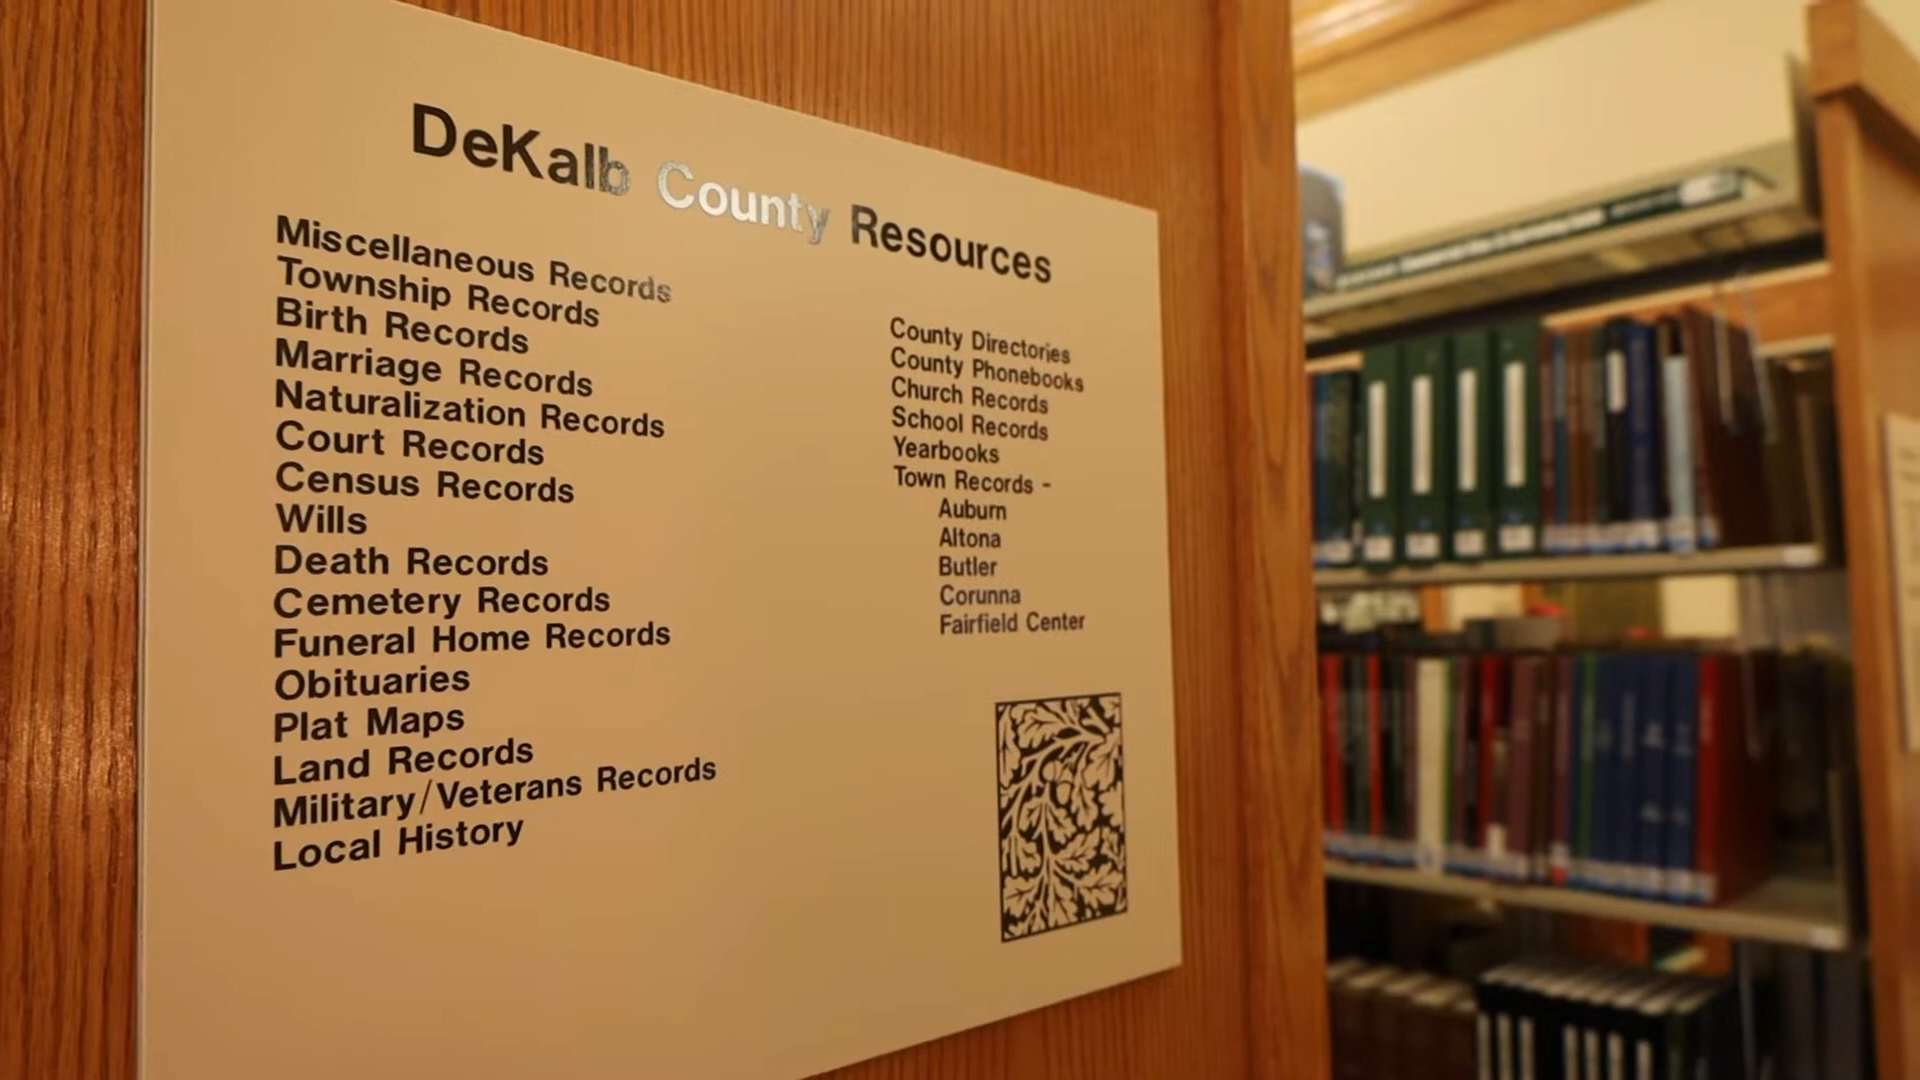 DeKalb County Resources
Miscellaneous Records
Township Records
Birth Records
Marriage Records
Naturalization Records
Court Records
Census Records
Wills
Death Records
Cemetery Records
Funeral Home Records
Obituaries
Plat Maps
Land Records
Military/Veterans Records
Local History
County Directories
County Phonebooks
Church Records
School Records
Yearbooks
Town Records -
Auburn
Altona
Butler
Corunna
Fairfield Center